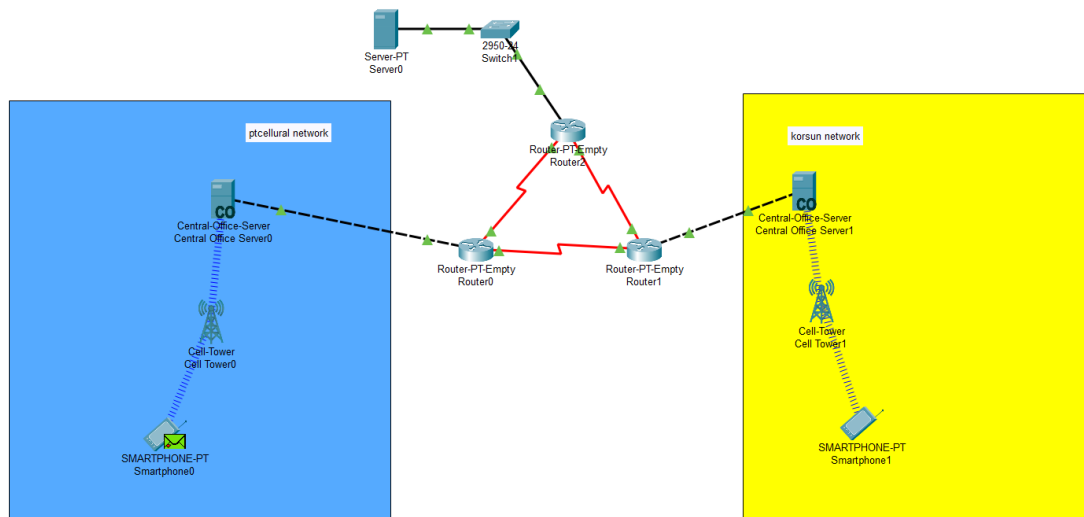 2950-24
Switch1
Server-PT
Server0
ptcellural network
korsun network
Router-PT-Empty
Router2
CO
Central-Office-Server
Central Office Server0
CO
Central-Office-Server
Central Office Server1
Router-PT-Empty
Router0
Router-PT-Empty
Router1
Cell-Tower
Cell Tower0
Cell-Tower
Cell Tower1
SMARTPHONE-PT
Smartphone0
SMARTPHONE-PT
Smartphone1